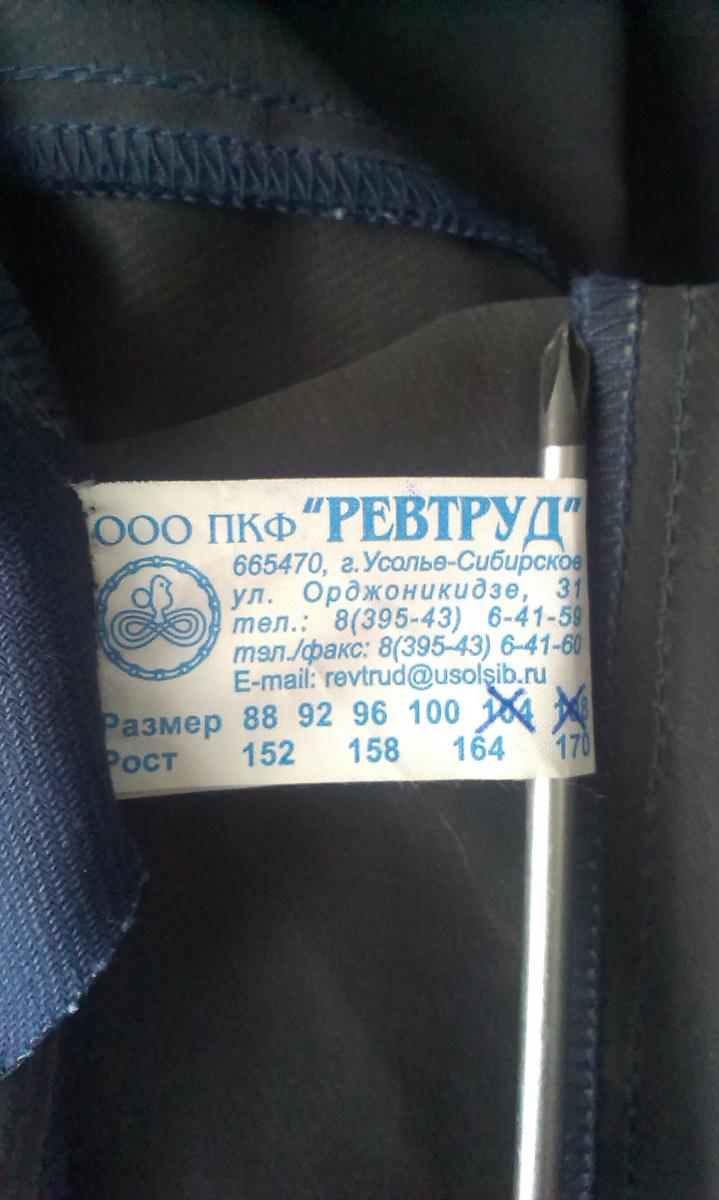 ООО ПКФ "РЕВТРУД"
665470, г.Усолье-Сибирское
ул. Орджоникидзе, 31
тел.: 8(395-43) 6-41-59
тэл./факс: 8(395-43) 6-41-60
E-mail: revtrud@usolsib.ru
Размер 88 92 96 100 104 108
Рост 152 158 164 170